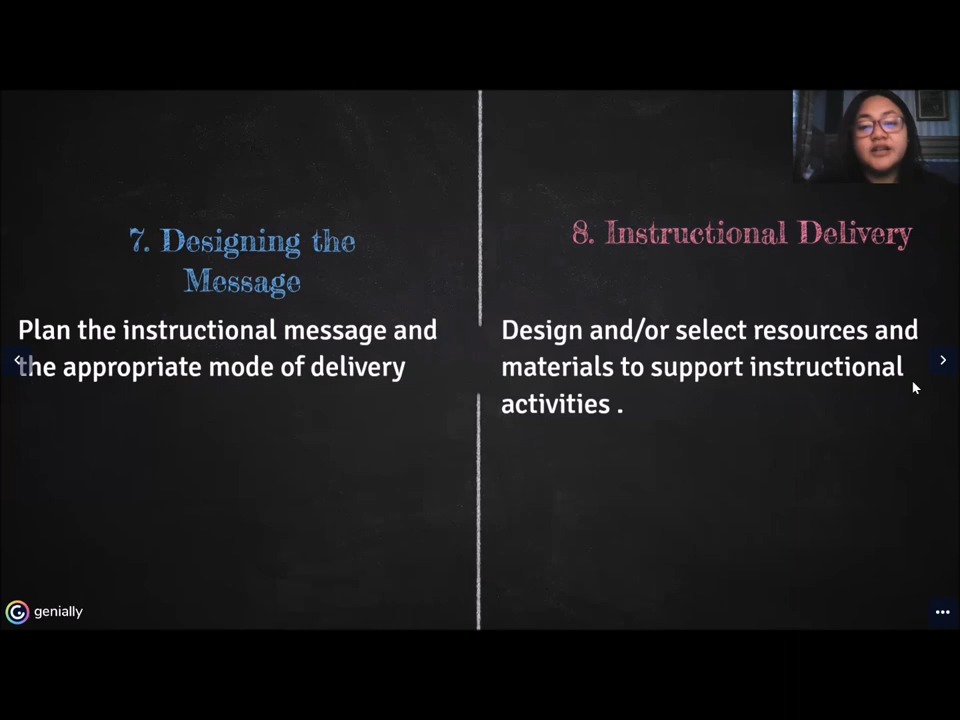 7. Designing the
Message
Plan the instructional message and
the appropriate mode of delivery
8. Instructional Delivery
Design and/or select resources and
materials to support instructional
activities .
genially